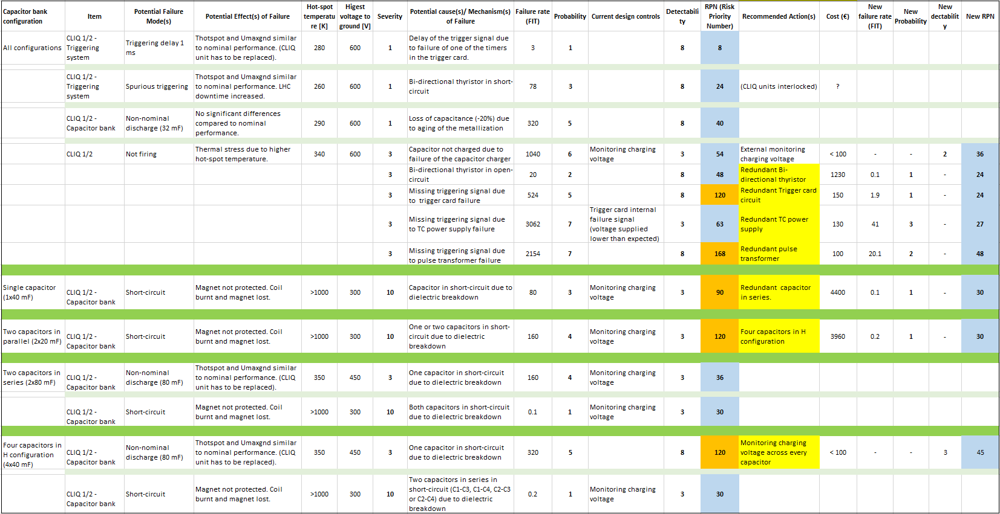 Capacitor bank configuration | Item | Potential Failure Mode(s) | Potential Effect(s) of Failure | Hot-spot temperatu re [K] | Higest voltage to ground [V] | Severity | Potential cause(s)/ Mechanism(s) of Failure | Failure rate (FIT) | Probability | Current design controls | Detectabili ty | RPN (Risk Priority Number) | Recommended Action(s) | Cost (€) | New failure rate (FIT) | New Probability | New dectabilit y | New RPN
All configurations | CLIQ 1/2 - Triggering system | Triggering delay 1 ms | Thotspot and Umaxgnd similar to nominal performance. (CLIQ unit has to be replaced). | 280 | 600 | 1 | Delay of the trigger signal due to failure of one of the timers in the trigger card. | 3 | 1 | 8 | 8
CLIQ 1/2 - Triggering system | Spurious triggering | Thotspot and Umaxgnd similar to nominal performance. LHC downtime increased. | 260 | 600 | 1 | Bi-directional thyristor in short-circuit | 78 | 3 | 8 | 24 | (CLIQ units interlocked) | ?
CLIQ 1/2 - Capacitor bank | Non-nominal discharge (32 mF) | No significant differences compared to nominal performance. | 290 | 600 | 1 | Loss of capacitance (-20%) due to aging of the metallization | 320 | 5 | 8 | 40
CLIQ 1/2 | Not firing | Thermal stress due to higher hot-spot temperature. | 340 | 600 | 3 | Capacitor not charged due to failure of the capacitor charger | 1040 | 6 | Monitoring charging voltage | 3 | 54 | External monitoring charging voltage | < 100 | - | - | 2 | 36
3 | Bi-directional thyristor in open-circuit | 20 | 2 | 8 | 48 | Redundant Bi-directional thyristor | 1230 | 0.1 | 1 | - | 24
3 | Missing triggering signal due to trigger card failure | 524 | 5 | 8 | 120 | Redundant Trigger card circuit | 150 | 1.9 | 1 | - | 24
3 | Missing triggering signal due to TC power supply failure | 3062 | 7 | Trigger card internal failure signal (voltage supplied lower than expected) | 3 | 63 | Redundant TC power supply | 130 | 41 | 3 | - | 27
3 | Missing triggering signal due to pulse transformer failure | 2154 | 7 | 8 | 168 | Redundant pulse transformer | 100 | 20.1 | 2 | - | 48
Single capacitor (1x40 mF) | CLIQ 1/2 - Capacitor bank | Short-circuit | Magnet not protected. Coil burnt and magnet lost. | >1000 | 300 | 10 | Capacitor in short-circuit due to dielectric breakdown | 80 | 3 | Monitoring charging voltage | 3 | 90 | Redundant capacitor in series. | 4400 | 0.1 | 1 | - | 30
Two capacitors in parallel (2x20 mF) | CLIQ 1/2 - Capacitor bank | Short-circuit | Magnet not protected. Coil burnt and magnet lost. | >1000 | 300 | 10 | One or two capacitors in short-circuit due to dielectric breakdown | 160 | 4 | Monitoring charging voltage | 3 | 120 | Four capacitors in H configuration | 3960 | 0.2 | 1 | - | 30
Two capacitors in series (2x80 mF) | CLIQ 1/2 - Capacitor bank | Non-nominal discharge (80 mF) | Thotspot and Umaxgnd similar to nominal performance. (CLIQ unit has to be replaced). | 350 | 450 | 3 | One capacitor in short-circuit due to dielectric breakdown | 160 | 4 | Monitoring charging voltage | 3 | 36
CLIQ 1/2 - Capacitor bank | Short-circuit | Magnet not protected. Coil burnt and magnet lost. | >1000 | 300 | 10 | Both capacitors in short-circuit due to dielectric breakdown | 0.1 | 1 | Monitoring charging voltage | 3 | 30
Four capacitors in H configuration (4x40 mF) | CLIQ 1/2 - Capacitor bank | Non-nominal discharge (80 mF) | Thotspot and Umaxgnd similar to nominal performance. (CLIQ unit has to be replaced). | 350 | 450 | 3 | One capacitor in short-circuit due to dielectric breakdown | 320 | 5 | 8 | 120 | Monitoring charging voltage across every capacitor | < 100 | - | - | 3 | 45
CLIQ 1/2 - Capacitor bank | Short-circuit | Magnet not protected. Coil burnt and magnet lost. | >1000 | 300 | 10 | Two capacitors in series in short-circuit (C1-C3, C1-C4, C2-C3 or C2-C4) due to dielectric breakdown | 0.2 | 1 | Monitoring charging voltage | 3 | 30